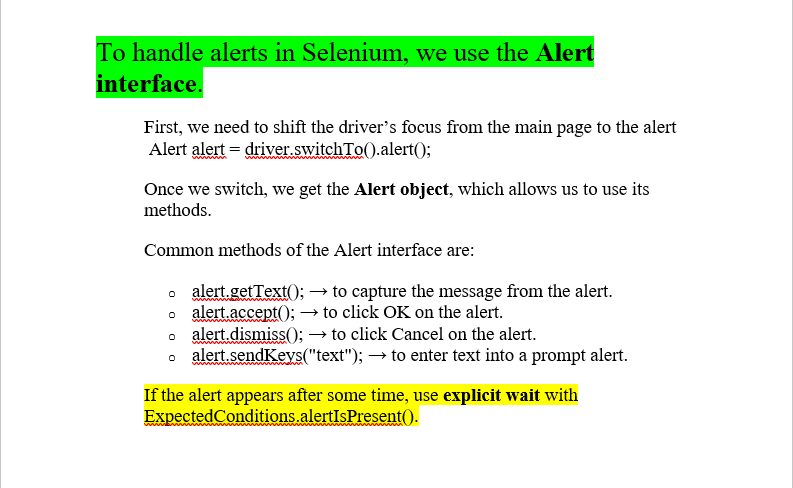 To handle alerts in Selenium, we use the Alert
interface.
First, we need to shift the driver’s focus from the main page to the alert
Alert alert = driver.switchTo().alert();
Once we switch, we get the Alert object, which allows us to use its
methods.
Common methods of the Alert interface are:
o alert.getText(); → to capture the message from the alert.
o alert.accept(); → to click OK on the alert.
o alert.dismiss(); → to click Cancel on the alert.
o alert.sendKeys("text"); → to enter text into a prompt alert.
If the alert appears after some time, use explicit wait with
ExpectedConditions.alertIsPresent().